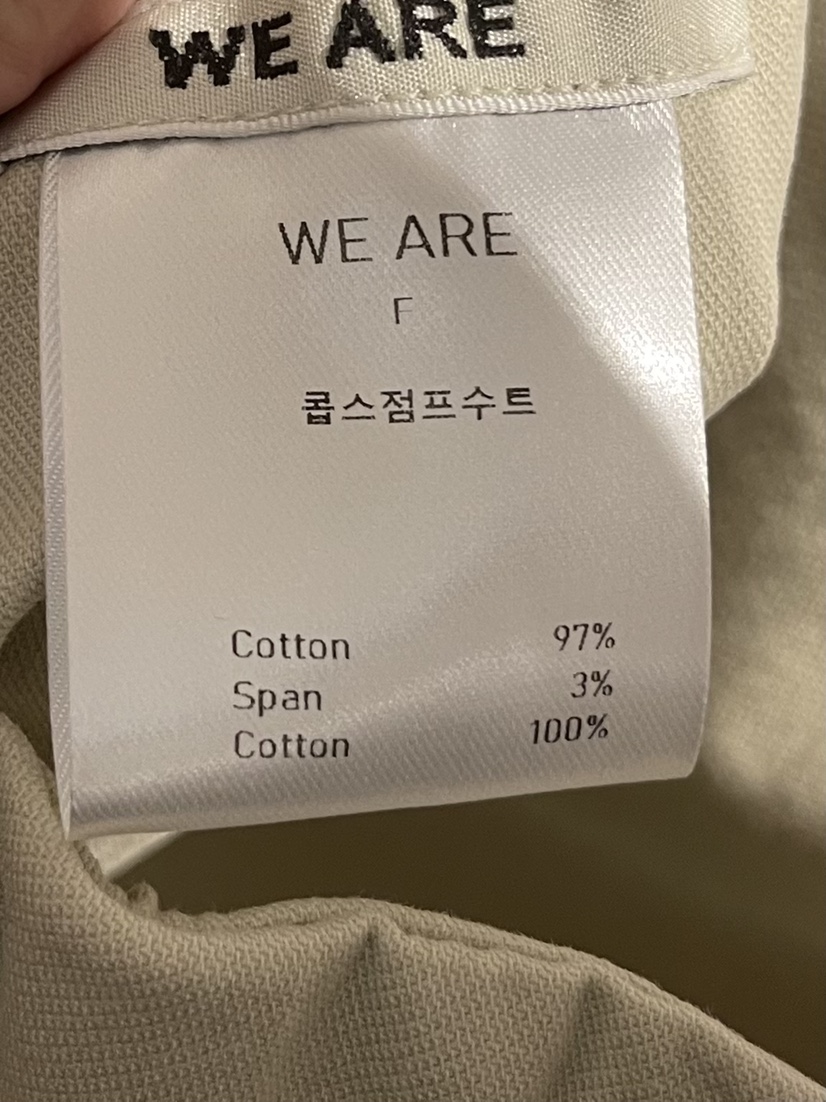 WE ARE
WE ARE
F
콥스점프수트
Cotton 97%
Span 3%
Cotton 100%